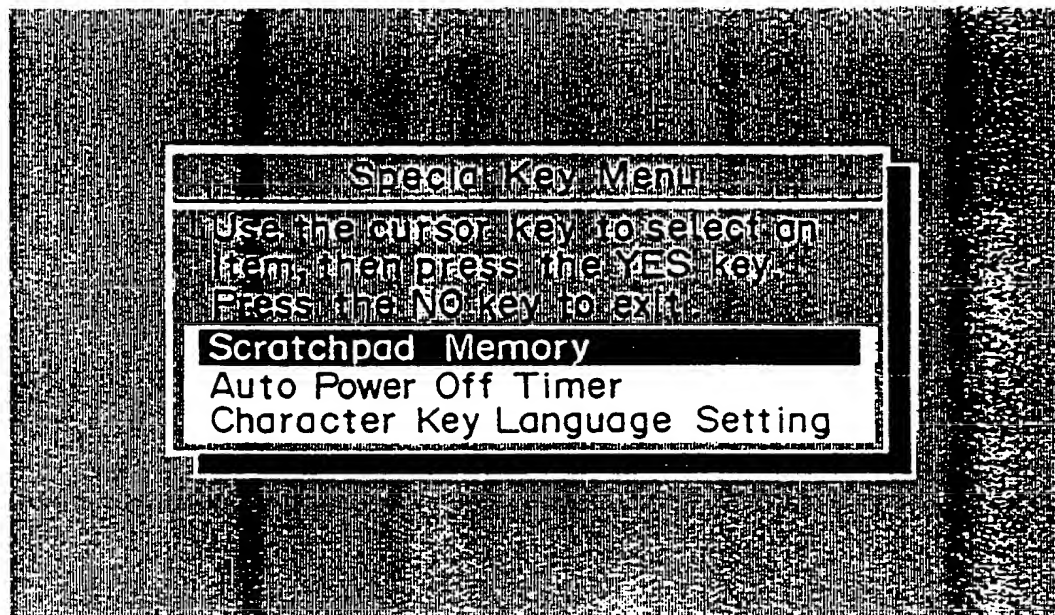 Special Key Menu
Use the cursor key to select an
item, then press the YES key.
Press the NO key to exit.
Scratchpad Memory
Auto Power Off Timer
Character Key Language Setting